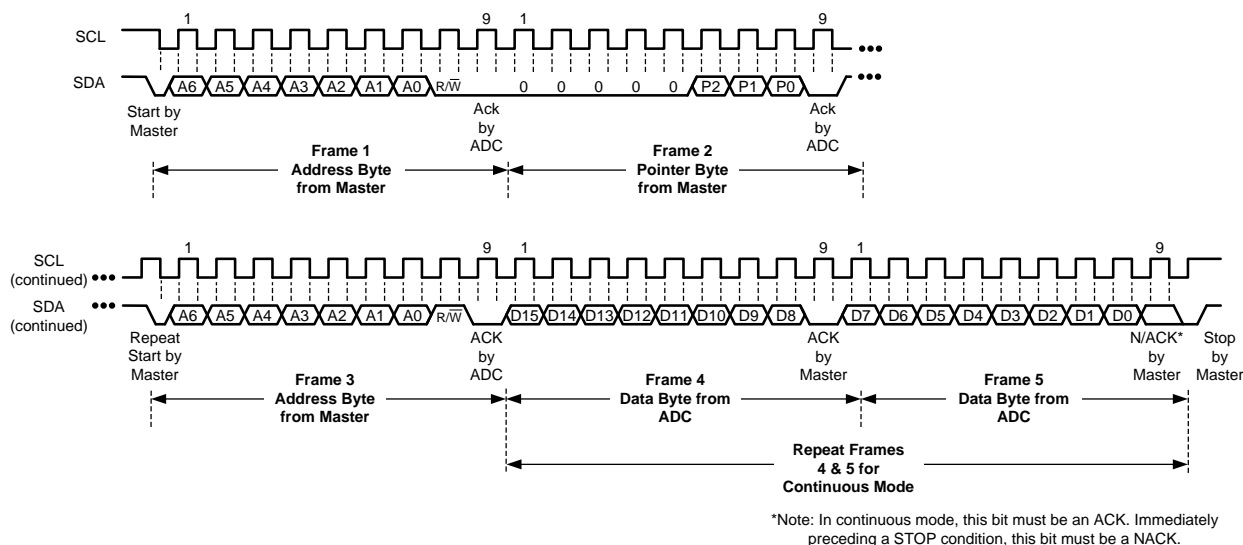 1 9 1 9
SCL
SDA
A6 A5 A4 A3 A2 A1 A0 R/W̅ 0 0 0 0 0 P2 P1 P0
Start by
Master
Ack
by
ADC
Ack
by
ADC
Frame 1
Address Byte
from Master
Frame 2
Pointer Byte
from Master
1 9 1 9 1 9
SCL
(continued)
SDA
(continued)
A6 A5 A4 A3 A2 A1 A0 R/W̅ D15 D14 D13 D12 D11 D10 D9 D8 D7 D6 D5 D4 D3 D2 D1 D0
Repeat
Start by
Master
ACK
by
ADC
ACK
by
Master
N/ACK*
by
Master
Stop
by
Master
Frame 3
Address Byte
from Master
Frame 4
Data Byte from
ADC
Frame 5
Data Byte from
ADC
Repeat Frames
4 & 5 for
Continuous Mode
*Note: In continuous mode, this bit must be an ACK. Immediately
preceding a STOP condition, this bit must be a NACK.